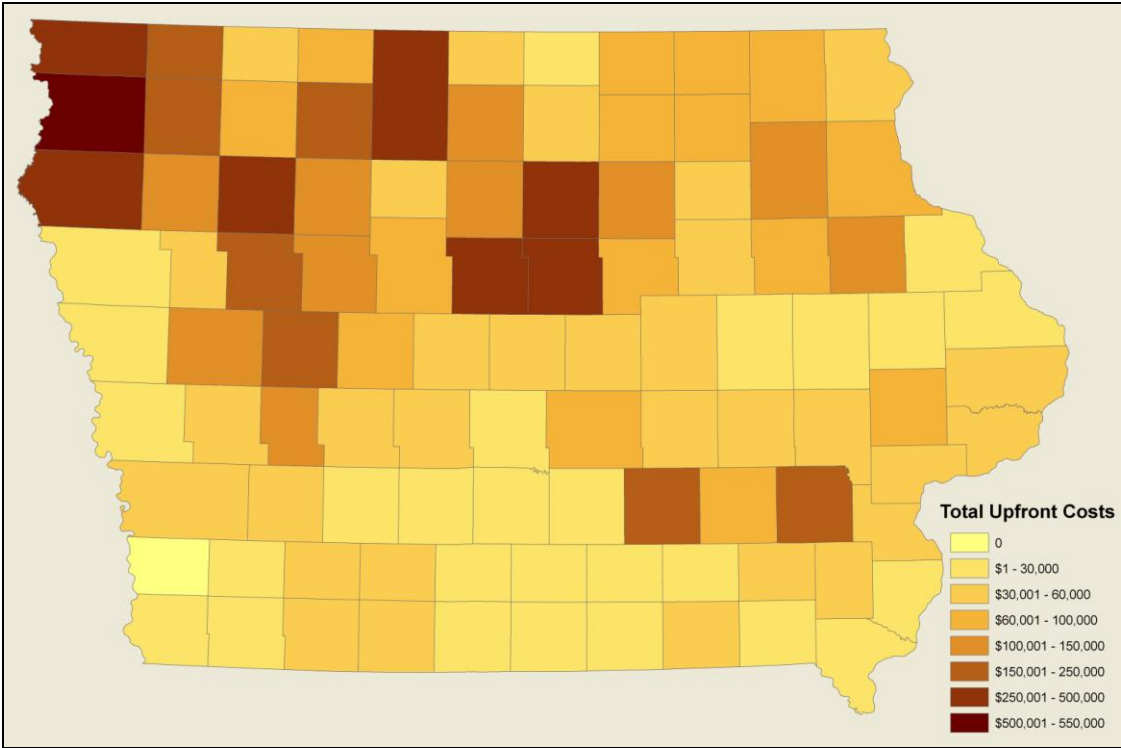 Total Upfront Costs
0
$1 - 30,000
$30,001 - 60,000
$60,001 - 100,000
$100,001 - 150,000
$150,001 - 250,000
$250,001 - 500,000
$500,001 - 550,000